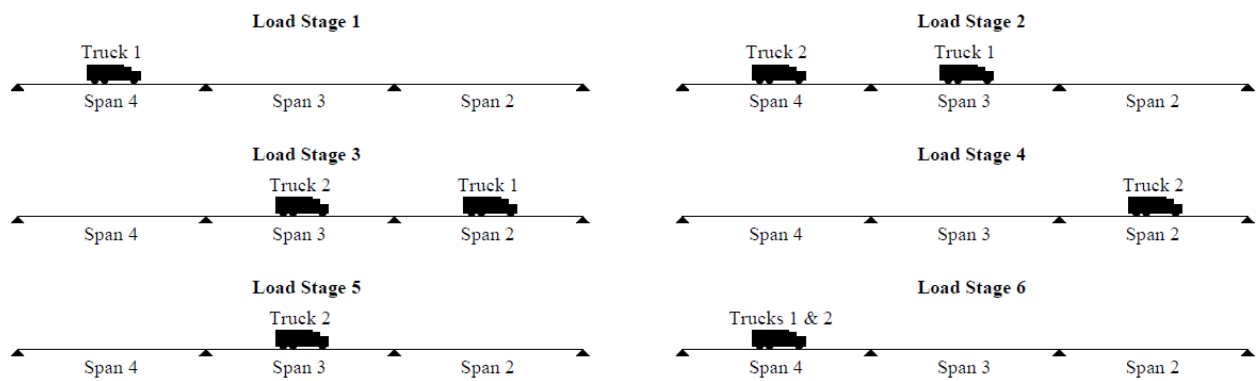 Load Stage 1
Truck 1
Span 4 Span 3 Span 2
Load Stage 2
Truck 2 Truck 1
Span 4 Span 3 Span 2
Load Stage 3
Truck 2 Truck 1
Span 4 Span 3 Span 2
Load Stage 4
Truck 2
Span 4 Span 3 Span 2
Load Stage 5
Truck 2
Span 4 Span 3 Span 2
Load Stage 6
Trucks 1 & 2
Span 4 Span 3 Span 2